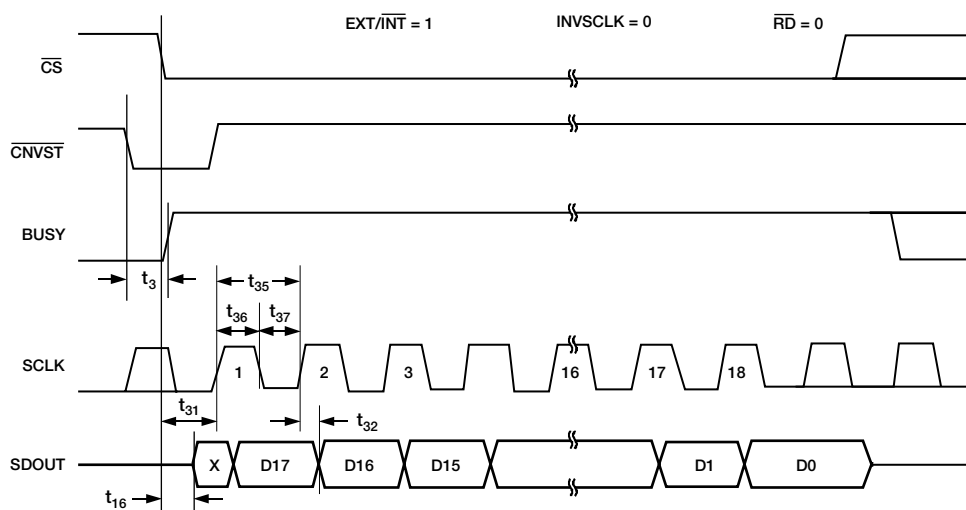 EXT/INT = 1 INVSCLK = 0 RD = 0
CS
CNVST
BUSY
t3
t35
t36 t37
SCLK 1 2 3 16 17 18
t31
t32
SDOUT X D17 D16 D15 D1 D0
t16